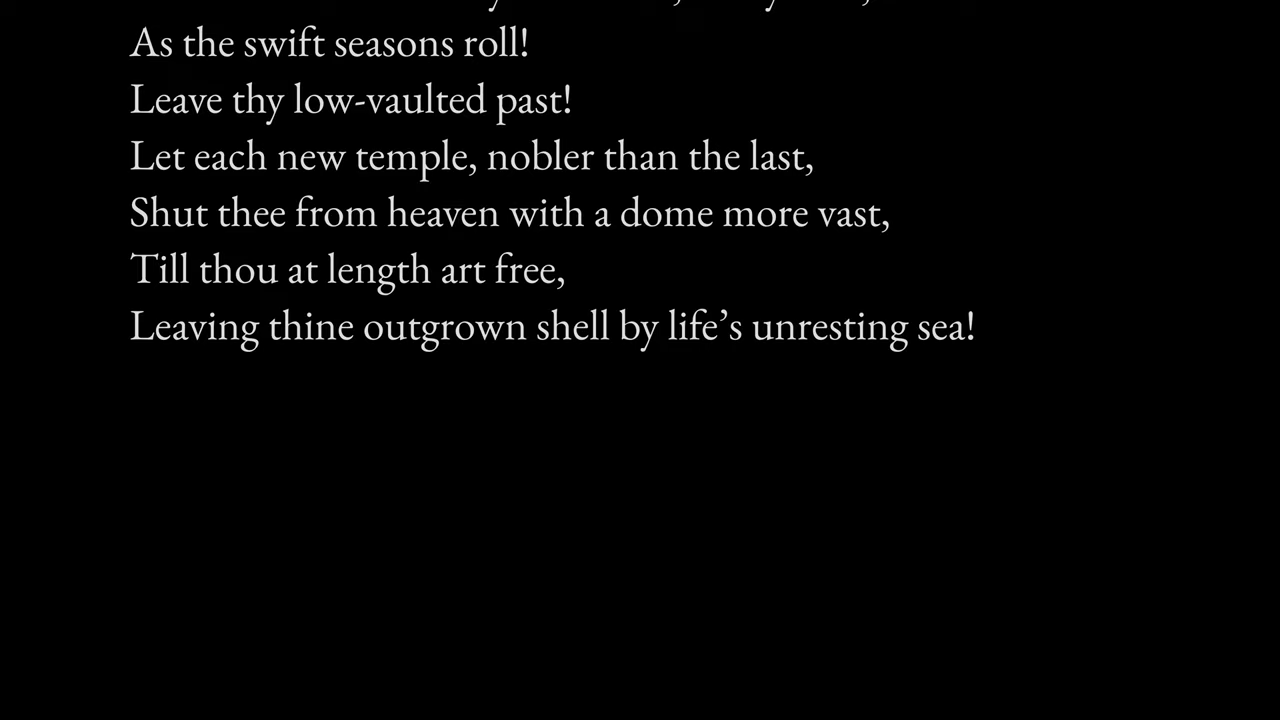 As the swift seasons roll!
Leave thy low-vaulted past!
Let each new temple, nobler than the last,
Shut thee from heaven with a dome more vast,
Till thou at length art free,
Leaving thine outgrown shell by life’s unresting sea!